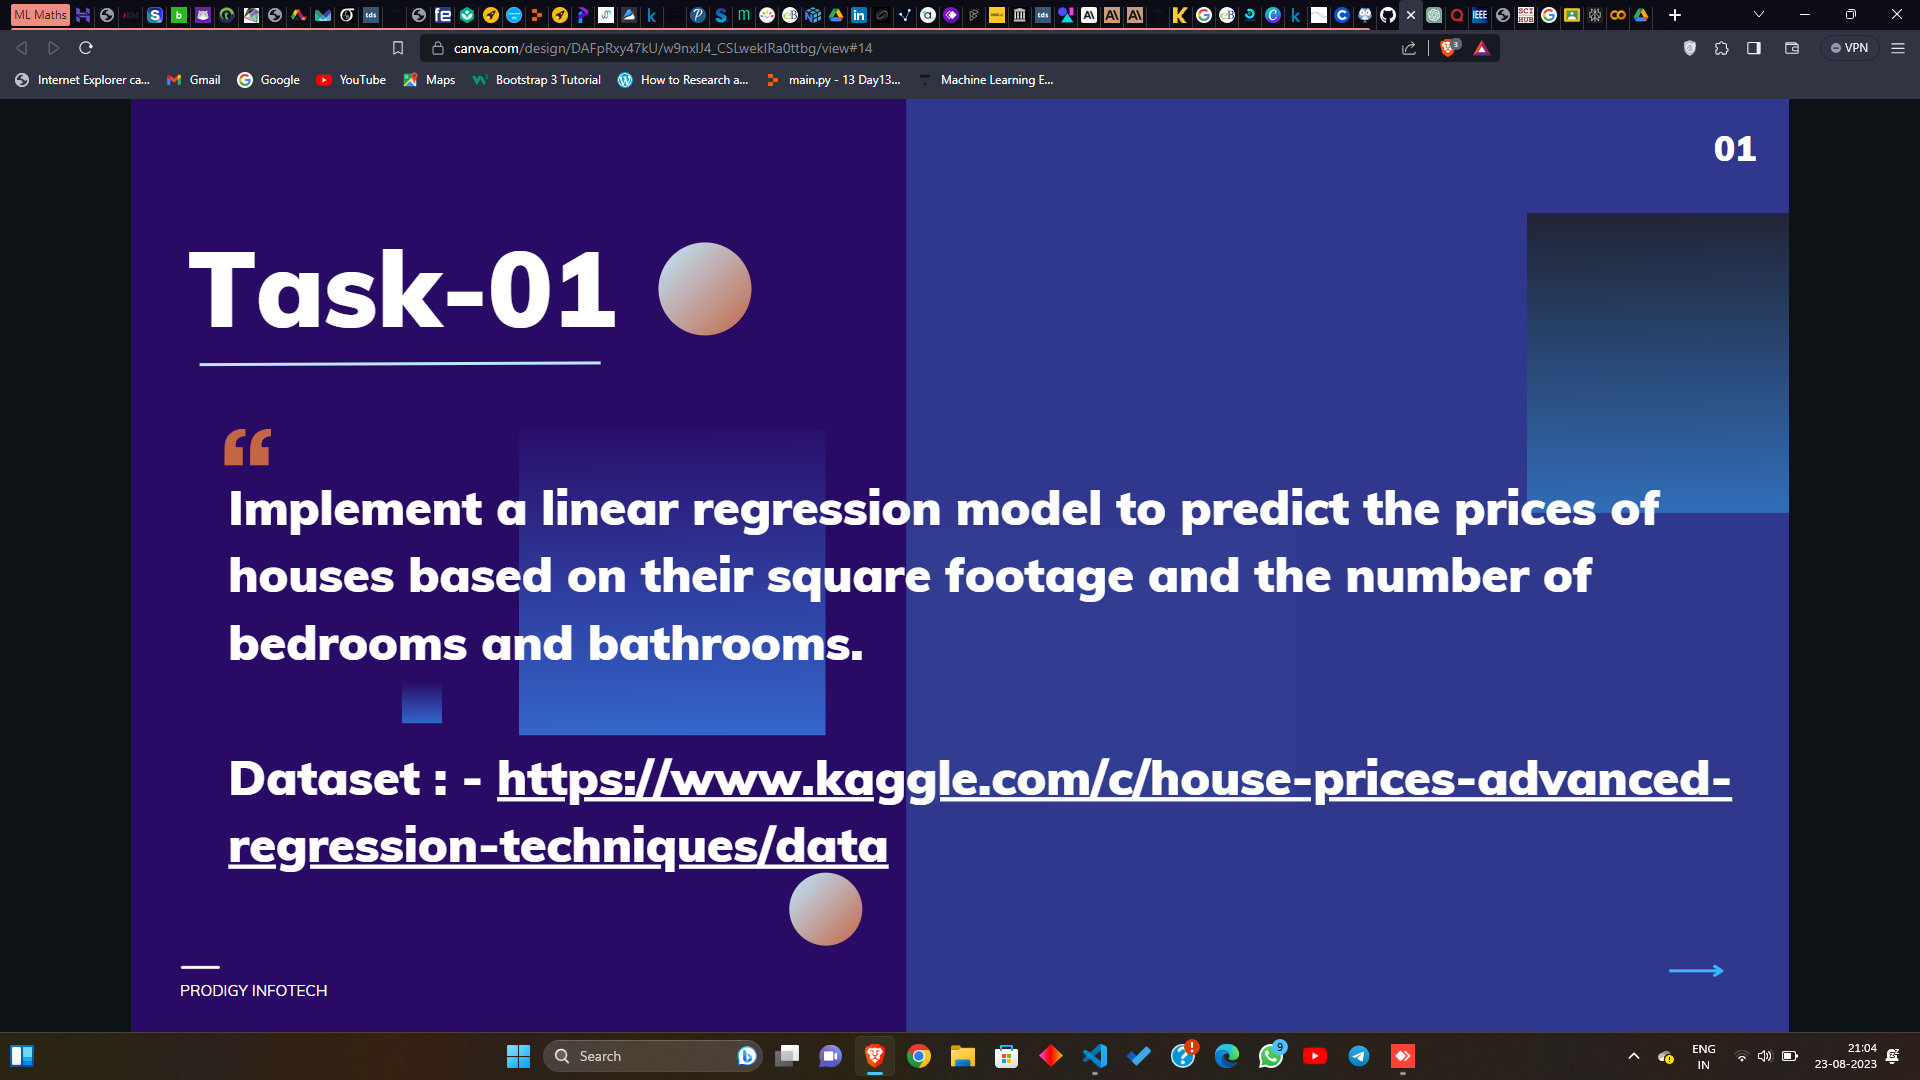 ML Maths
canva.com/design/DAFpRxy47kU/w9nxIJ4_CSLwekIRa0ttbg/view#14
VPN
Internet Explorer ca...
Gmail
Google
YouTube
Maps
Bootstrap 3 Tutorial
How to Research a...
main.py - 13 Day13...
Machine Learning E...
01
Task-01
“
Implement a linear regression model to predict the prices of
houses based on their square footage and the number of
bedrooms and bathrooms.
Dataset : - https://www.kaggle.com/c/house-prices-advanced-
regression-techniques/data
PRODIGY INFOTECH
Search
9
ENG
IN
21:04
23-08-2023